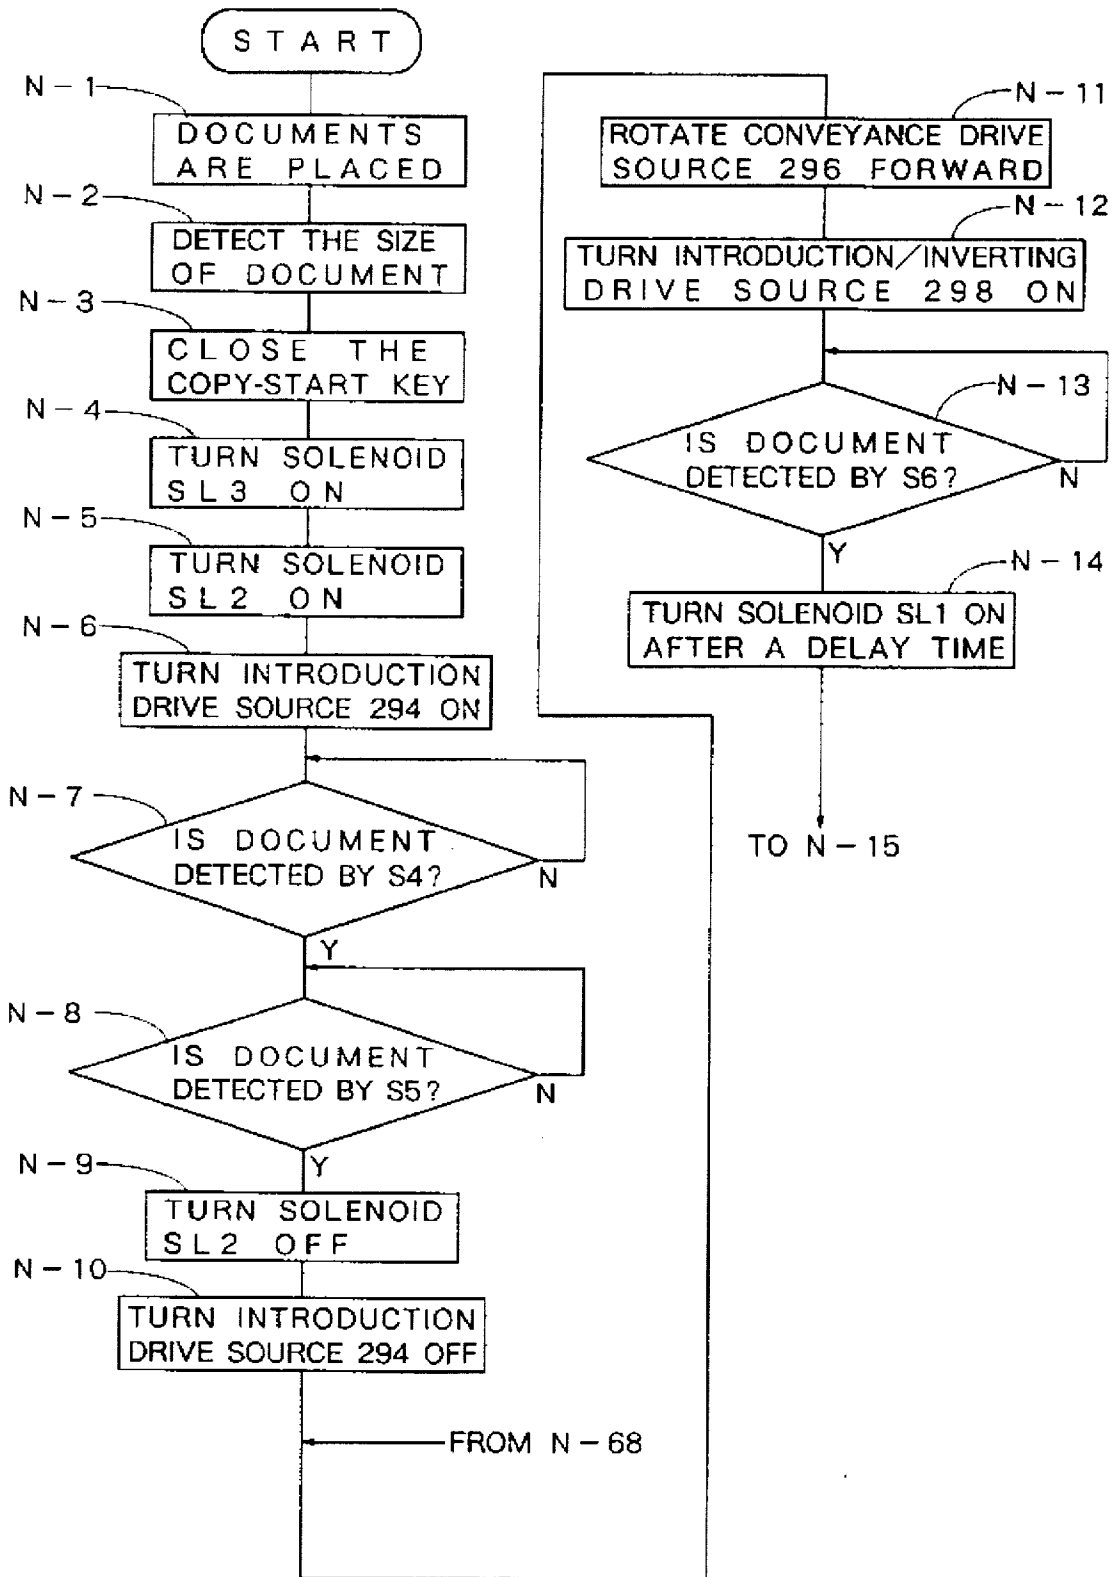 START
N-1
DOCUMENTS
ARE PLACED
N-2
DETECT THE SIZE
OF DOCUMENT
N-3
CLOSE THE
COPY-START KEY
N-4
TURN SOLENOID
SL3 ON
N-5
TURN SOLENOID
SL2 ON
N-6
TURN INTRODUCTION
DRIVE SOURCE 294 ON
N-7
IS DOCUMENT
DETECTED BY S4?
N
Y
N-8
IS DOCUMENT
DETECTED BY S5?
N
Y
N-9
TURN SOLENOID
SL2 OFF
N-10
TURN INTRODUCTION
DRIVE SOURCE 294 OFF
FROM N-68
N-11
ROTATE CONVEYANCE DRIVE
SOURCE 296 FORWARD
N-12
TURN INTRODUCTION/INVERTING
DRIVE SOURCE 298 ON
N-13
IS DOCUMENT
DETECTED BY S6?
N
Y
N-14
TURN SOLENOID SL1 ON
AFTER A DELAY TIME
TO N-15